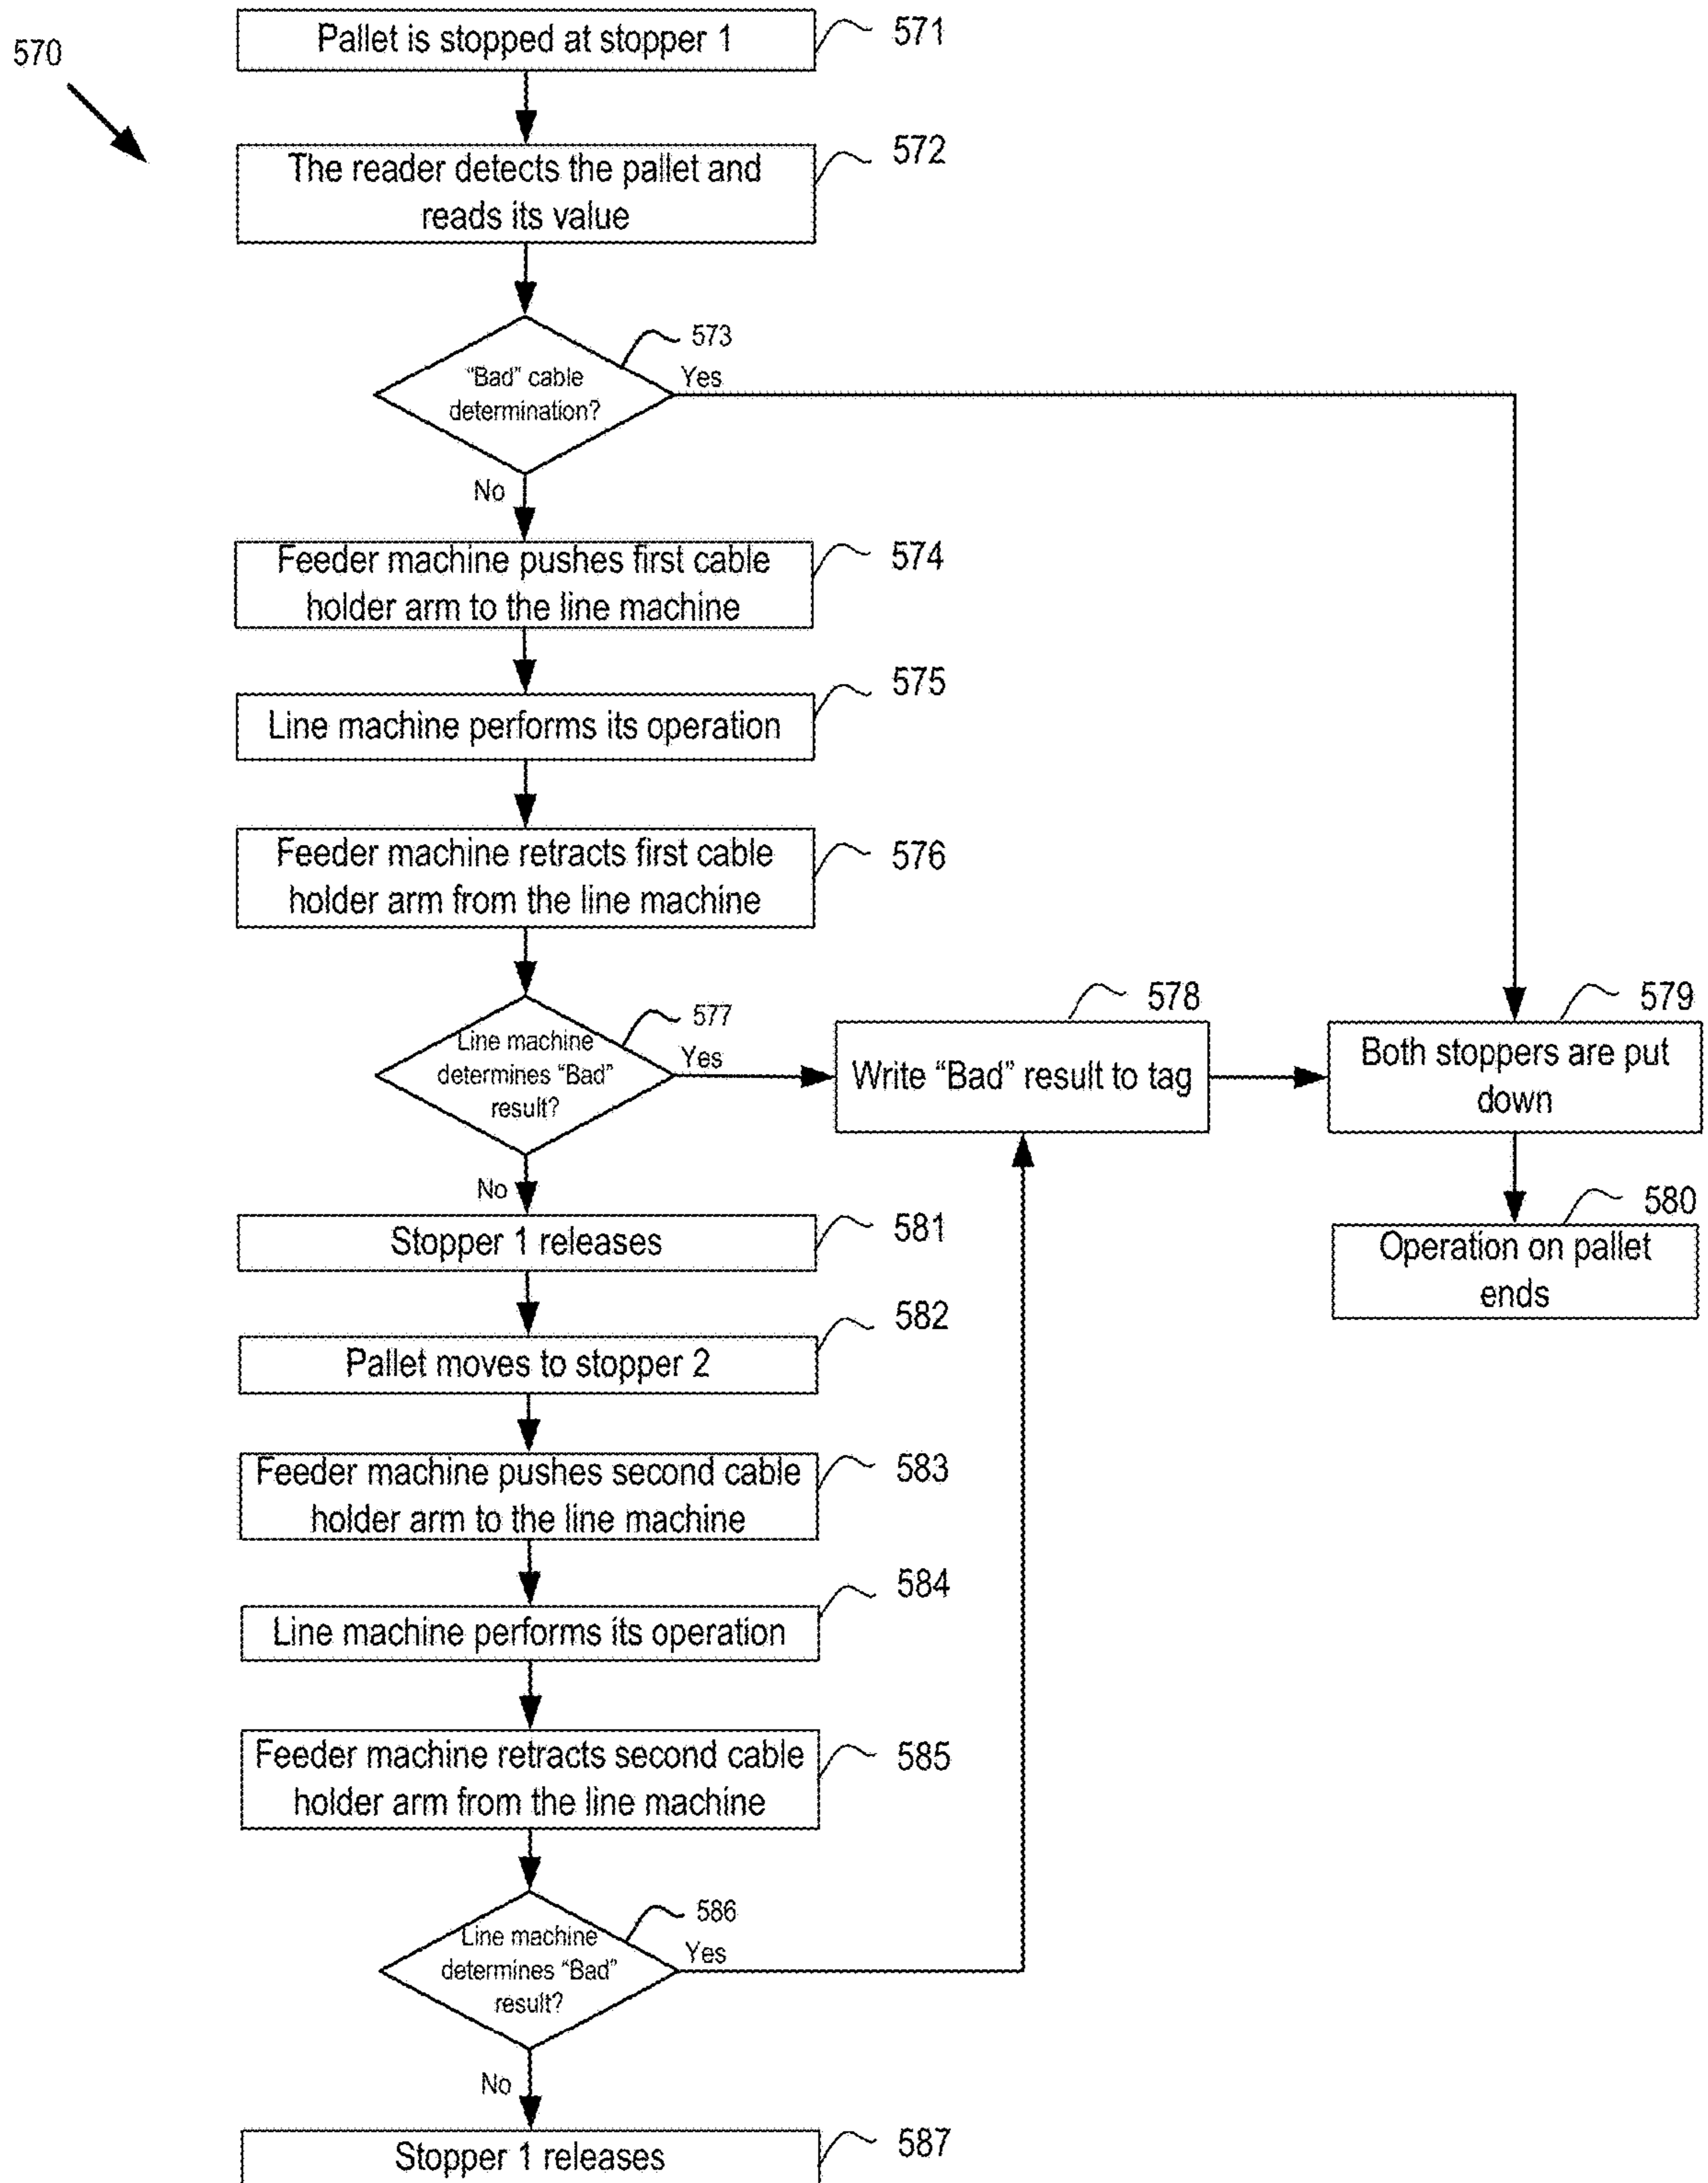 570
Pallet is stopped at stopper 1
571
The reader detects the pallet and
reads its value
572
"Bad" cable
determination?
573
Yes
No
Feeder machine pushes first cable
holder arm to the line machine
574
Line machine performs its operation
575
Feeder machine retracts first cable
holder arm from the line machine
576
Line machine
determines "Bad"
result?
577
Yes
No
Write "Bad" result to tag
578
Both stoppers are put
down
579
Operation on pallet
ends
580
Stopper 1 releases
581
Pallet moves to stopper 2
582
Feeder machine pushes second cable
holder arm to the line machine
583
Line machine performs its operation
584
Feeder machine retracts second cable
holder arm from the line machine
585
Line machine
determines "Bad"
result?
586
Yes
No
Stopper 1 releases
587